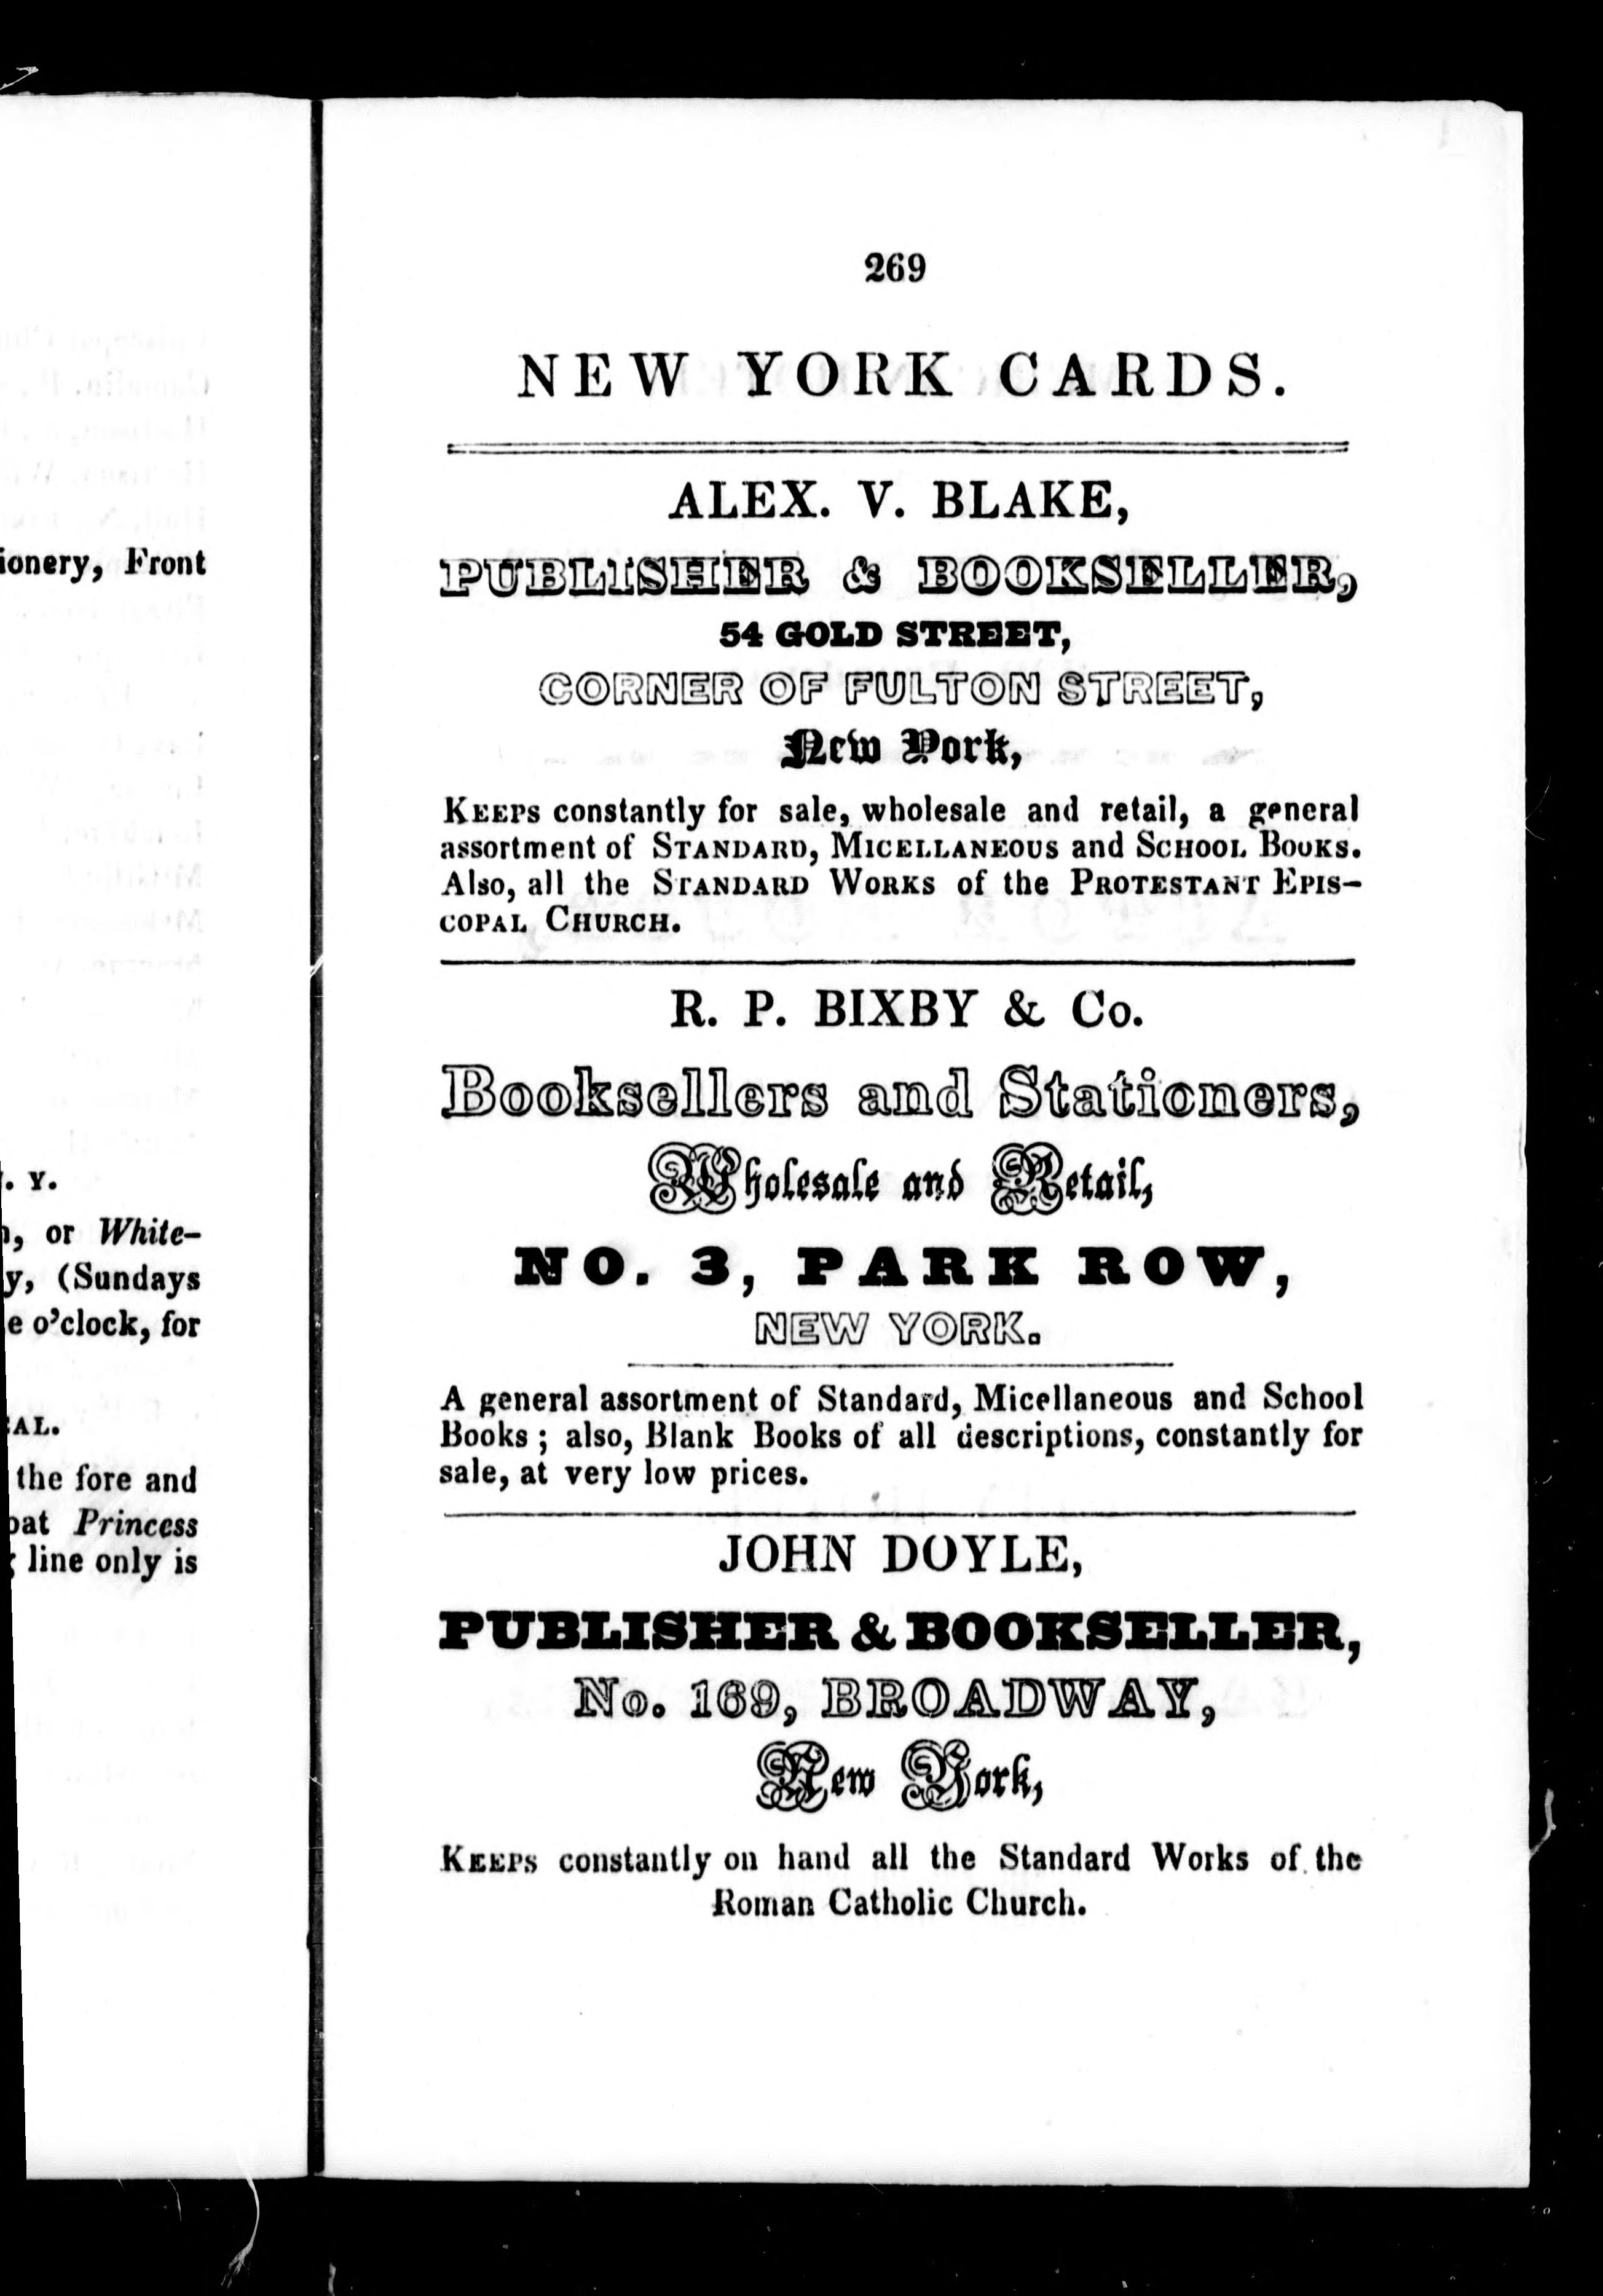 ionery, Front
. Y.
, or White-
y, (Sundays
e o'clock, for
AL.
the fore and
Princess
line only is
269
NEW YORK CARDS.
ALEX. V. BLAKE,
PUBLISHER & BOOKSELLER,
54 GOLD STREET,
CORNER OF FULTON STREET,
New York,
KEEPS constantly for sale, wholesale and retail, a general
assortment of STANDARD, MICELLANEOUS and SCHOOL BOOKS.
Also, all the STANDARD WORKS of the PROTESTANT EPIS-
COPAL CHURCH.
R. P. BIXBY & Co.
Booksellers and Stationers,
Wholesale and Retail,
NO. 3, PARK ROW,
NEW YORK.
A general assortment of Standard, Micellaneous and School
Books; also, Blank Books of all descriptions, constantly for
sale, at very low prices.
JOHN DOYLE,
PUBLISHER & BOOKSELLER,
No. 169, BROADWAY,
New York,
KEEPS constantly on hand all the Standard Works of the
Roman Catholic Church.